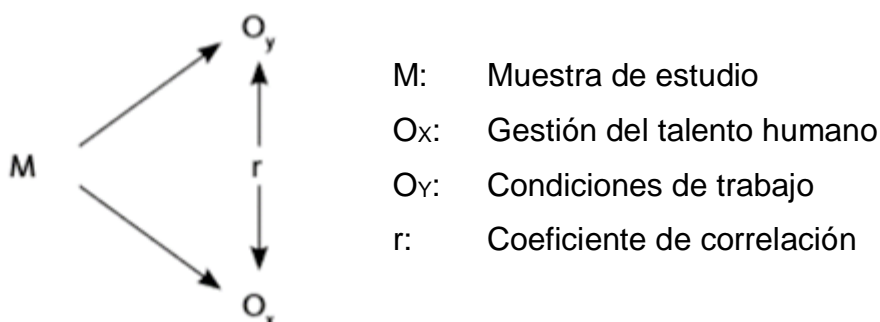 Oy
M: Muestra de estudio
OX: Gestión del talento humano
M
r
OY: Condiciones de trabajo
r: Coeficiente de correlación
Ox